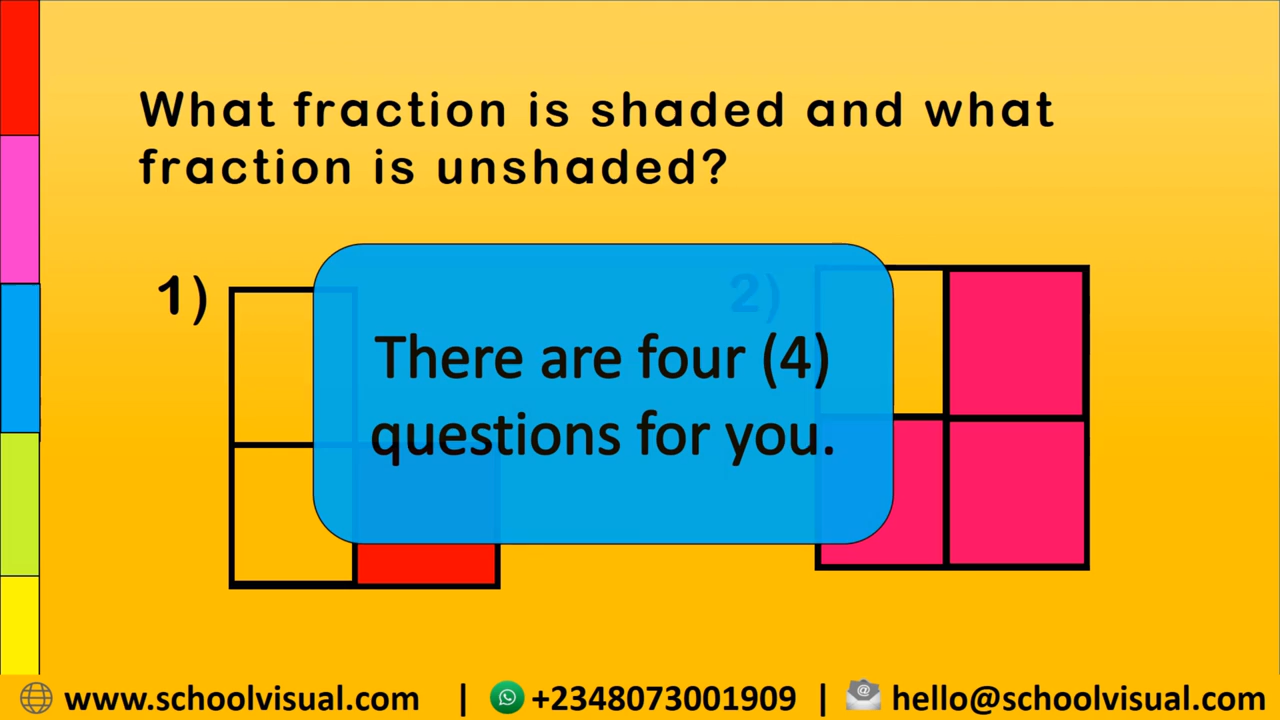 What fraction is shaded and what
fraction is unshaded?
1)
2)
There are four (4)
questions for you.
www.schoolvisual.com | +2348073001909 | hello@schoolvisual.com